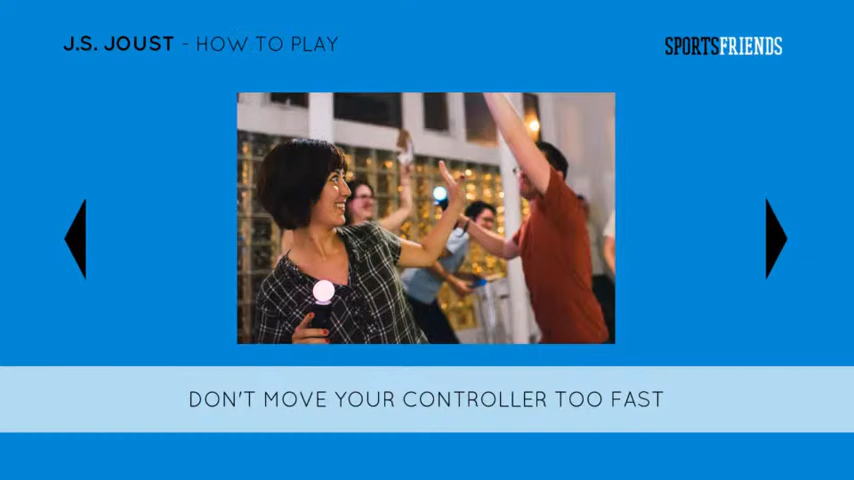 J.S. JOUST - HOW TO PLAY
SPORTSFRIENDS
DON'T MOVE YOUR CONTROLLER TOO FAST